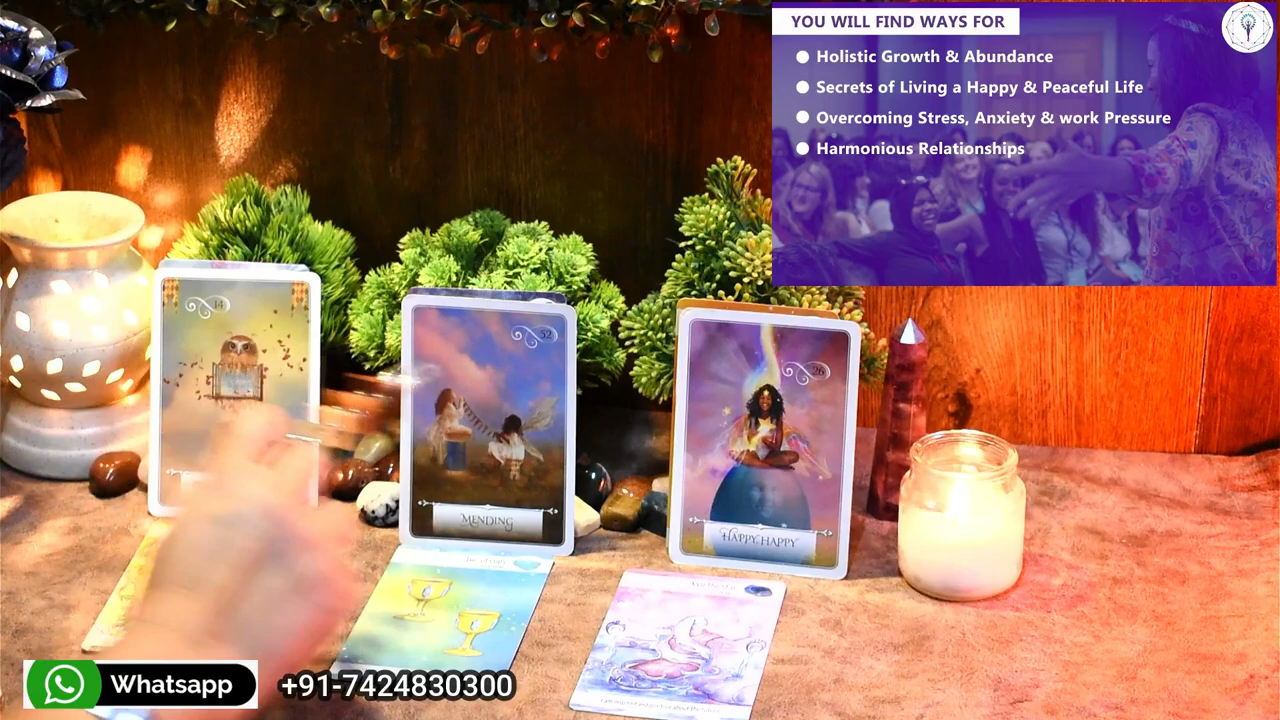 YOU WILL FIND WAYS FOR
Holistic Growth & Abundance
Secrets of Living a Happy & Peaceful Life
Overcoming Stress, Anxiety & work Pressure
Harmonious Relationships
14
52
26
MENDING
HAPPY, HAPPY
Whatsapp
+91-7424830300